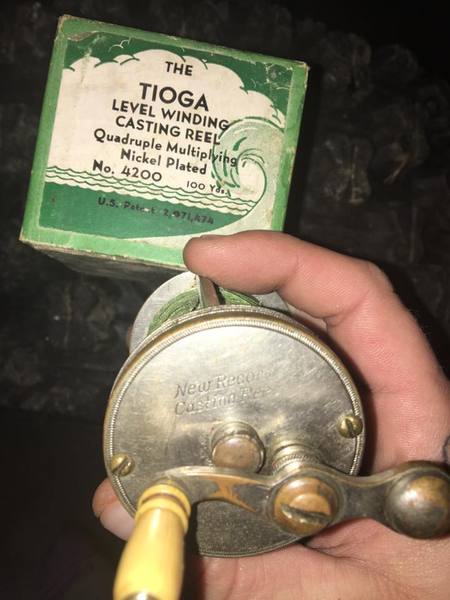 THE
TIOGA
LEVEL WINDING
CASTING REEL
Quadruple Multiplying
Nickel Plated
No. 4200 100 Yds.
U.S. Patent 2,071,474
New Record
Casting Reel